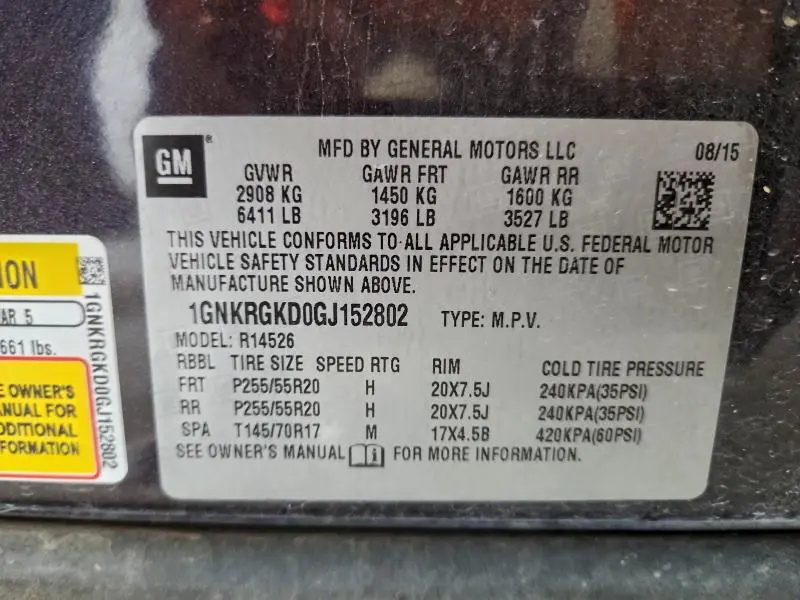 GM®
MFD BY GENERAL MOTORS LLC 08/15
GVWR GAWR FRT GAWR RR
2908 KG 1450 KG 1600 KG
6411 LB 3196 LB 3527 LB
THIS VEHICLE CONFORMS TO ALL APPLICABLE U.S. FEDERAL MOTOR
VEHICLE SAFETY STANDARDS IN EFFECT ON THE DATE OF
MANUFACTURE SHOWN ABOVE.
1GNKRGKD0GJ152802 TYPE: M.P.V.
MODEL: R14526
RBBL TIRE SIZE SPEED RTG RIM COLD TIRE PRESSURE
FRT P255/55R20 H 20X7.5J 240KPA(35PSI)
RR P255/55R20 H 20X7.5J 240KPA(35PSI)
SPA T145/70R17 M 17X4.5B 420KPA(60PSI)
SEE OWNER'S MANUAL FOR MORE INFORMATION.
ION
AR 5
661 lbs.
E OWNER'S
ANUAL FOR
DDITIONAL
FORMATION
1GNKRGKD0GJ152802